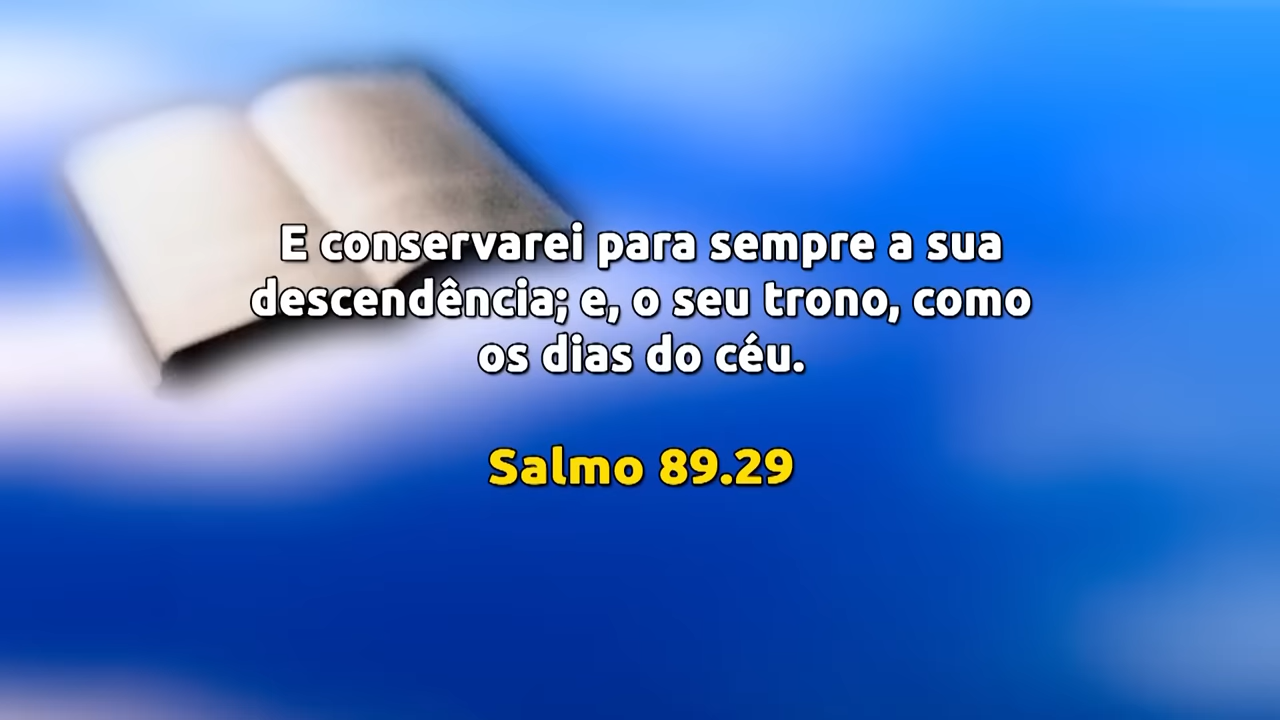 E conservarei para sempre a sua
descendência; e, o seu trono, como
os dias do céu.
Salmo 89.29